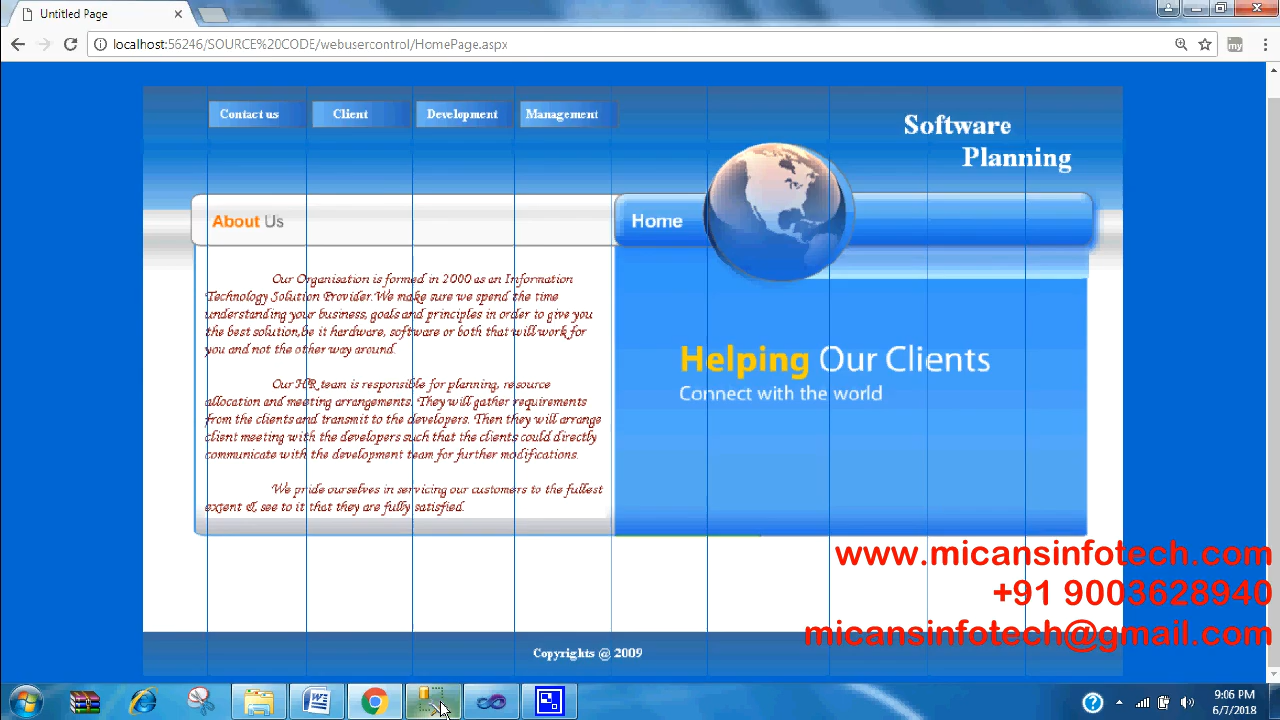 Untitled Page
localhost:56246/SOURCE%20CODE/webusercontrol/HomePage.aspx
my
Contact us
Client
Development
Management
Software
Planning
About Us
Home
Our Organisation is formed in 2000 as an Information
Technology Solution Provider.We make sure we spend the time
understanding your business, goals and principles in order to give you
the best solution,be it hardware, software or both that will work for
you and not the other way around.
Our HR team is responsible for planning, resource
allocation and meeting arrangements. They will gather requirements
from the clients and transmit to the developers. Then they will arrange
client meeting with the developers such that the clients could directly
communicate with the development team for further modifications.
We pride ourselves in servicing our customers to the fullest
extent & see to it that they are fully satisfied.
Helping Our Clients
Connect with the world
www.micansinfotech.com
+91 9003628940
micansinfotech@gmail.com
Copyrights @ 2009
9:06 PM
6/7/2018